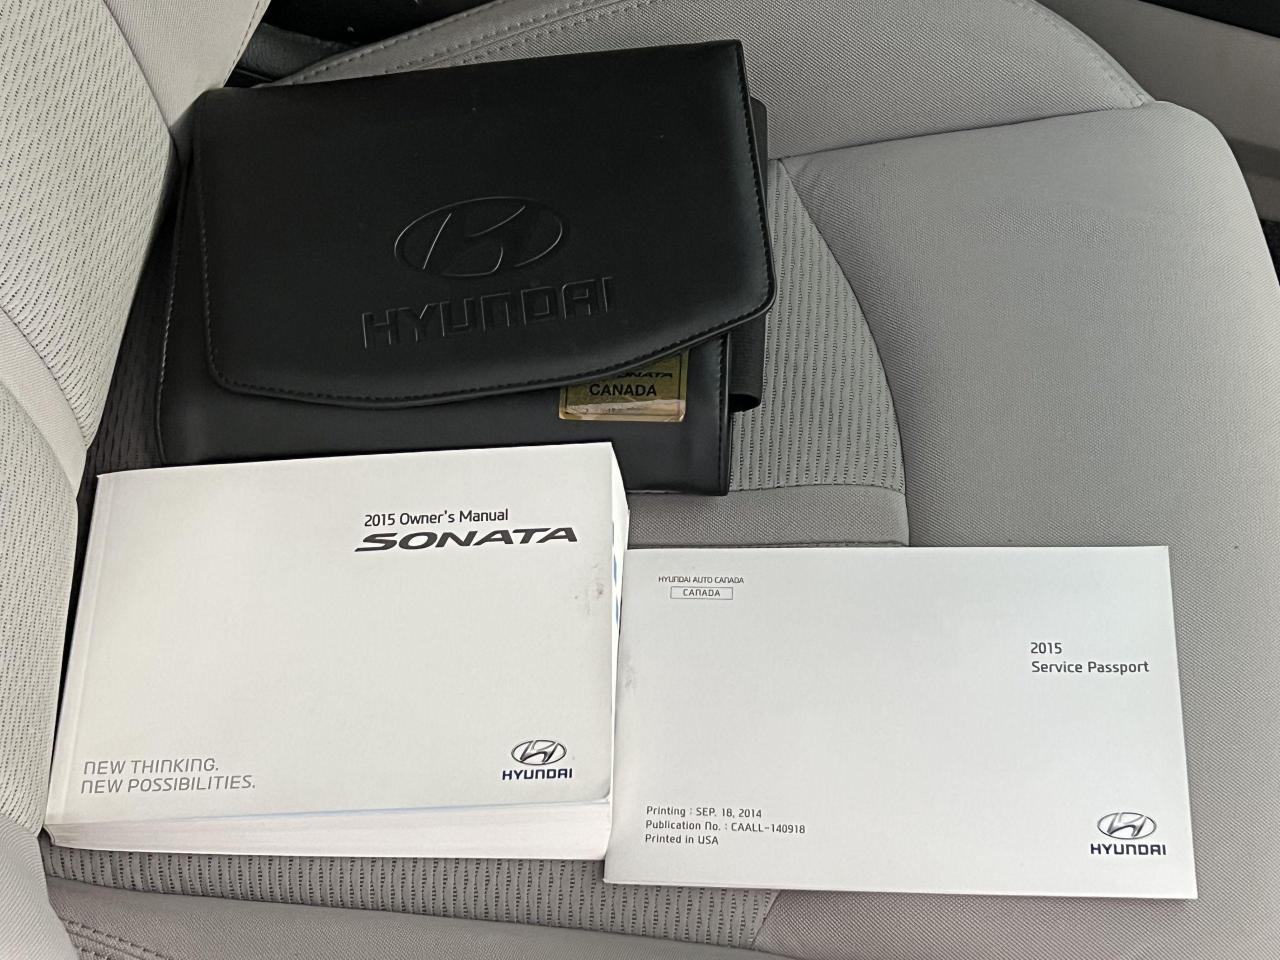 HYUNDAI
SONATA
CANADA
2015 Owner's Manual
SONATA
NEW THINKING.
NEW POSSIBILITIES.
HYUNDAI
HYUNDAI AUTO CANADA
CANADA
2015
Service Passport
Printing : SEP. 18, 2014
Publication No. : CAALL-140918
Printed in USA
HYUNDAI